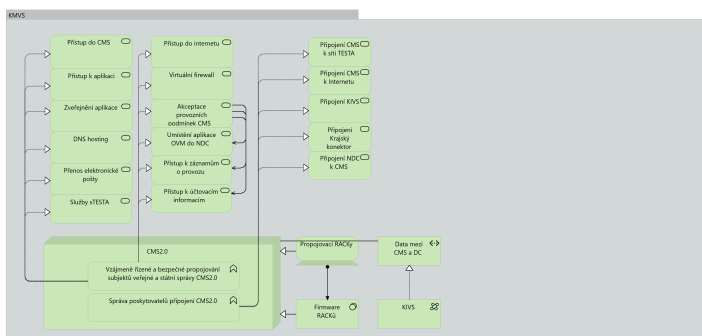 KMVS
Přístup do CMS
Přístup k aplikaci
Zveřejnění aplikace
DNS hosting
Přenos elektronické
pošty
Služby sTESTA
Přístup do internetu
Virtuální firewall
Akceptace
provozních
podmínek CMS
Umístění aplikace
OVM do NDC
Přístup k záznamům
o provozu
Přístup k účtovacím
informacím
Připojení CMS
k síti TESTA
Připojení CMS
k Internetu
Připojení KIVS
Připojení
Krajský
konektor
Připojení NDC
k CMS
CMS2.0
Vzájemné řízené a bezpečné propojování
subjektů veřejné a státní správy CMS2.0
Správa poskytovatelů připojení CMS2.0
Propojovací RACKy
Firmware
RACKů
Data mezi
CMS a DC
KIVS